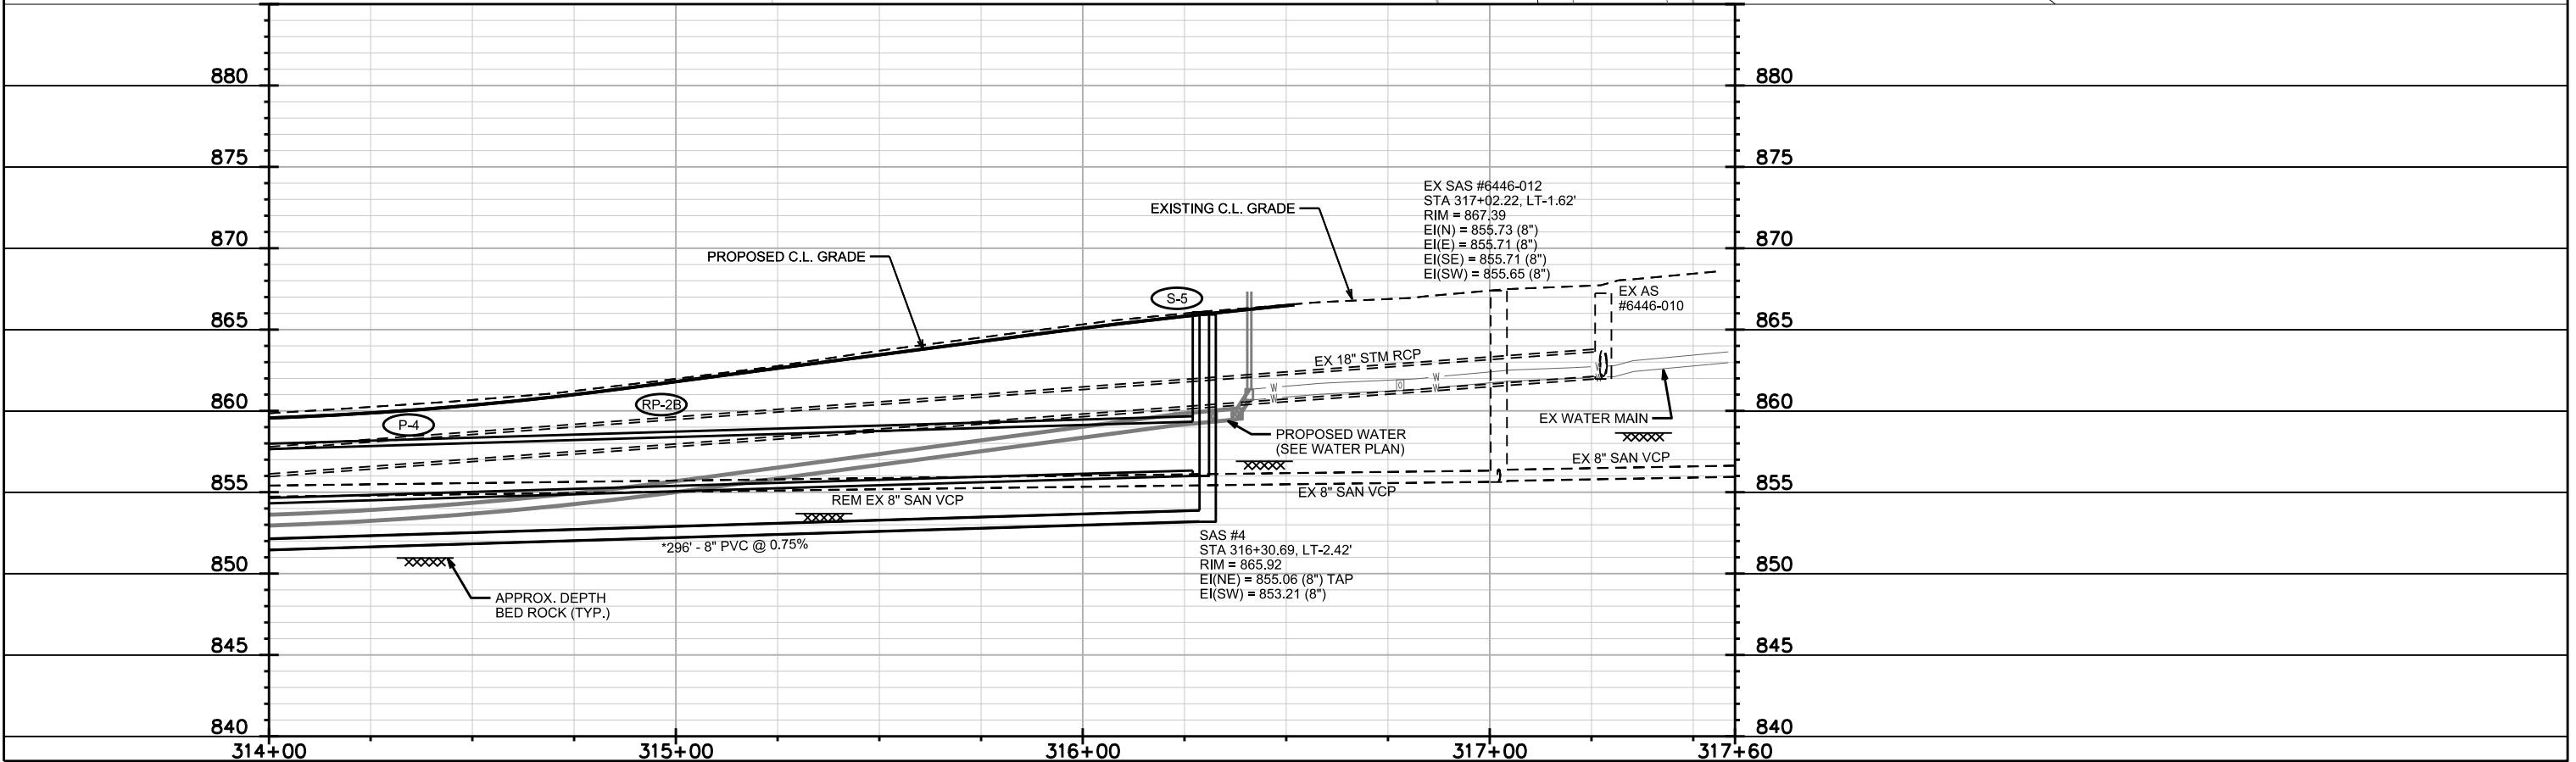 880
880
875
875
EX SAS #6446-012
STA 317+02.22, LT-1.62'
RIM = 867.39
EI(N) = 855.73 (8")
EI(E) = 855.71 (8")
EI(SE) = 855.71 (8")
EI(SW) = 855.65 (8")
EXISTING C.L. GRADE
870
870
PROPOSED C.L. GRADE
S-5
EX AS
#6446-010
865
865
EX 18" STM RCP
W
W
W
W
W
W
O
860
860
RP-2B
P-4
EX WATER MAIN
PROPOSED WATER
(SEE WATER PLAN)
EX 8" SAN VCP
855
855
EX 8" SAN VCP
REM EX 8" SAN VCP
SAS #4
STA 316+30.69, LT-2.42'
RIM = 865.92
EI(NE) = 855.06 (8") TAP
EI(SW) = 853.21 (8")
*296' - 8" PVC @ 0.75%
850
850
APPROX. DEPTH
BED ROCK (TYP.)
845
845
840
840
314+00
315+00
316+00
317+00
317+60